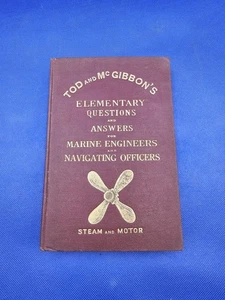 TOD AND McGIBBON'S
ELEMENTARY
QUESTIONS
AND
ANSWERS
FOR
MARINE ENGINEERS
AND
NAVIGATING OFFICERS
STEAM AND MOTOR